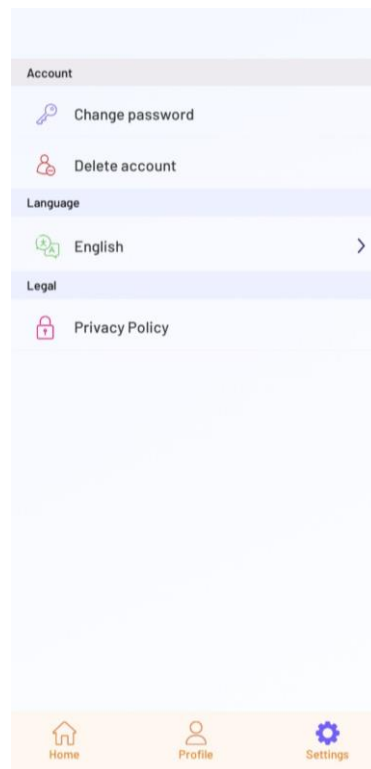 Account
Change password
Delete account
Language
English
Legal
Privacy Policy
Home Profile Settings